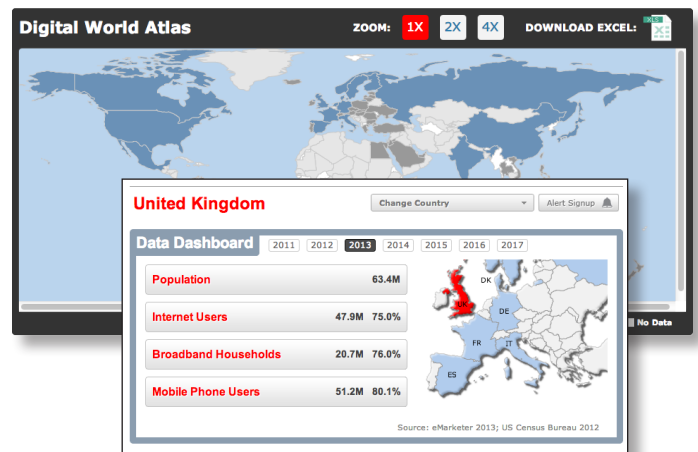 Digital World Atlas
ZOOM: 1X 2X 4X
DOWNLOAD EXCEL: XLS
United Kingdom
Change Country
Alert Signup
Data Dashboard
2011 2012 2013 2014 2015 2016 2017
Population 63.4M
Internet Users 47.9M 75.0%
Broadband Households 20.7M 76.0%
Mobile Phone Users 51.2M 80.1%
DK
UK
DE
FR
IT
ES
Source: eMarketer 2013; US Census Bureau 2012
No Data